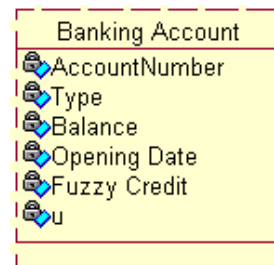 Banking Account
AccountNumber
Type
Balance
Opening Date
Fuzzy Credit
u